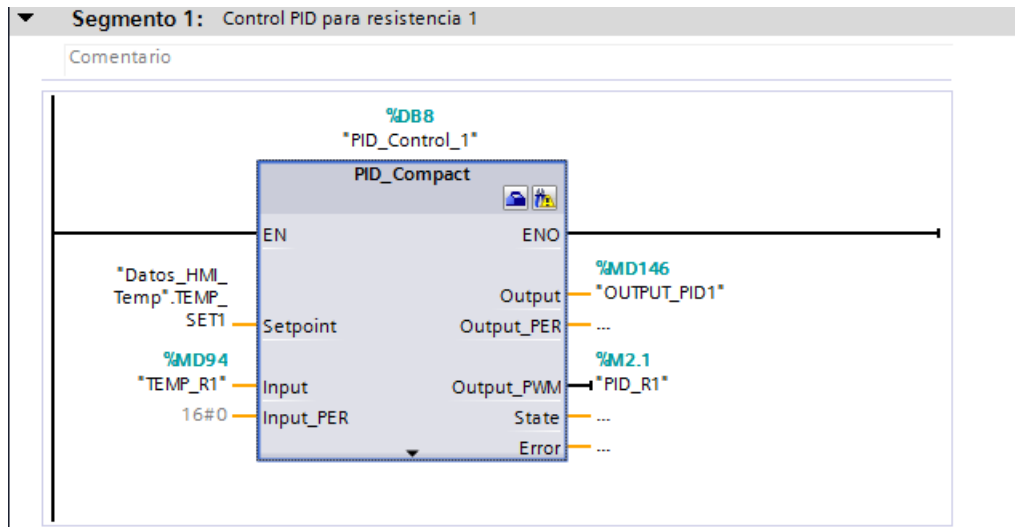 Segmento 1: Control PID para resistencia 1
Comentario
%DB8
"PID_Control_1"
PID_Compact
EN
ENO
"Datos_HMI_
Temp".TEMP_
SET1
Setpoint
%MD94
"TEMP_R1"
Input
16#0
Input_PER
Output
%MD146
"OUTPUT_PID1"
Output_PER
...
Output_PWM
%M2.1
"PID_R1"
State
...
Error
...